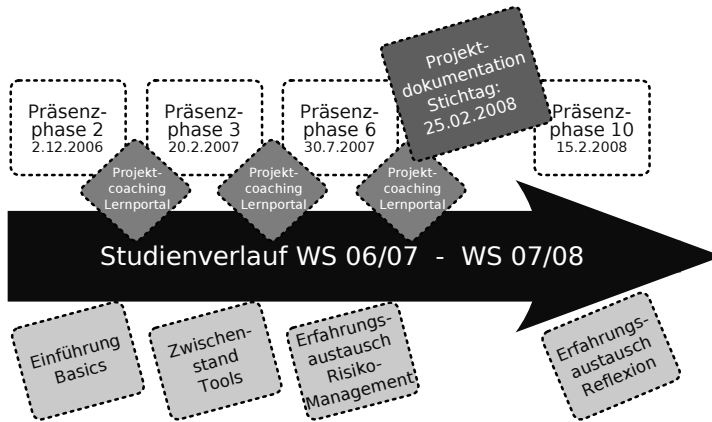 Projekt-
dokumentation
Stichtag:
25.02.2008
Präsenz-
phase 2
2.12.2006
Präsenz-
phase 3
20.2.2007
Präsenz-
phase 6
30.7.2007
Präsenz-
phase 10
15.2.2008
Projekt-
coaching
Lernportal
Projekt-
coaching
Lernportal
Projekt-
coaching
Lernportal
Studienverlauf WS 06/07 - WS 07/08
Einführung
Basics
Zwischen-
stand
Tools
Erfahrungs-
austausch
Risiko-
Management
Erfahrungs-
austausch
Reflexion